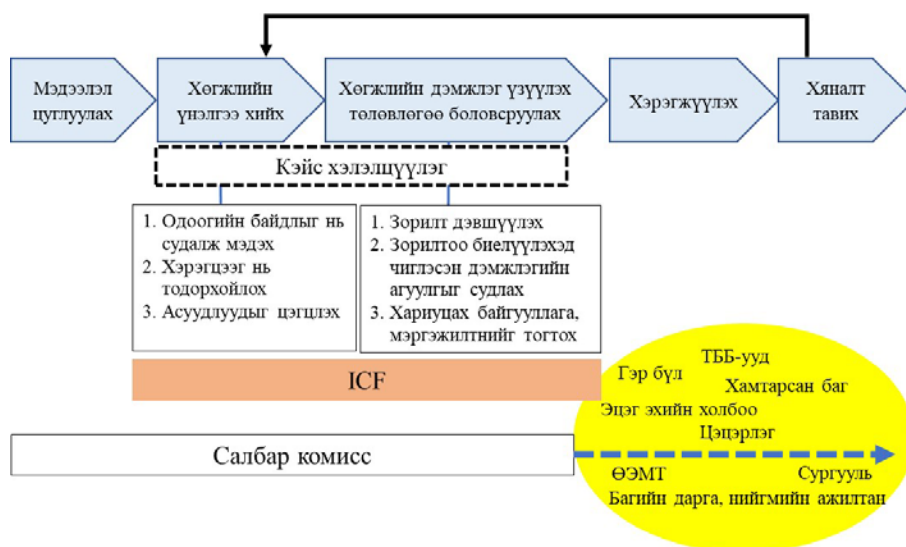 Мэдээлэл
цуглуулах
Хөгжлийн
үнэлгээ хийх
Хөгжлийн дэмжлэг үзүүлэх
төлөвлөгөө боловсруулах
Хэрэгжүүлэх
Хяналт
тавих
Кэйс хэлэлцүүлэг
1. Одоогийн байдлыг нь
судалж мэдэх
2. Хэрэгцээг нь
тодорхойлох
3. Асуудлуудыг цэгцлэх
1. Зорилт дэвшүүлэх
2. Зорилтоо биелүүлэхэд
чиглэсэн дэмжлэгийн
агуулгыг судлах
3. Хариуцах байгууллага,
мэргэжилтнийг тогтох
ICF
Салбар комисс
ТББ-ууд
Гэр бүл
Хамтарсан баг
Эцэг эхийн холбоо
Цэцэрлэг
ӨЭМТ
Сургууль
Багийн дарга, нийгмийн ажилтан